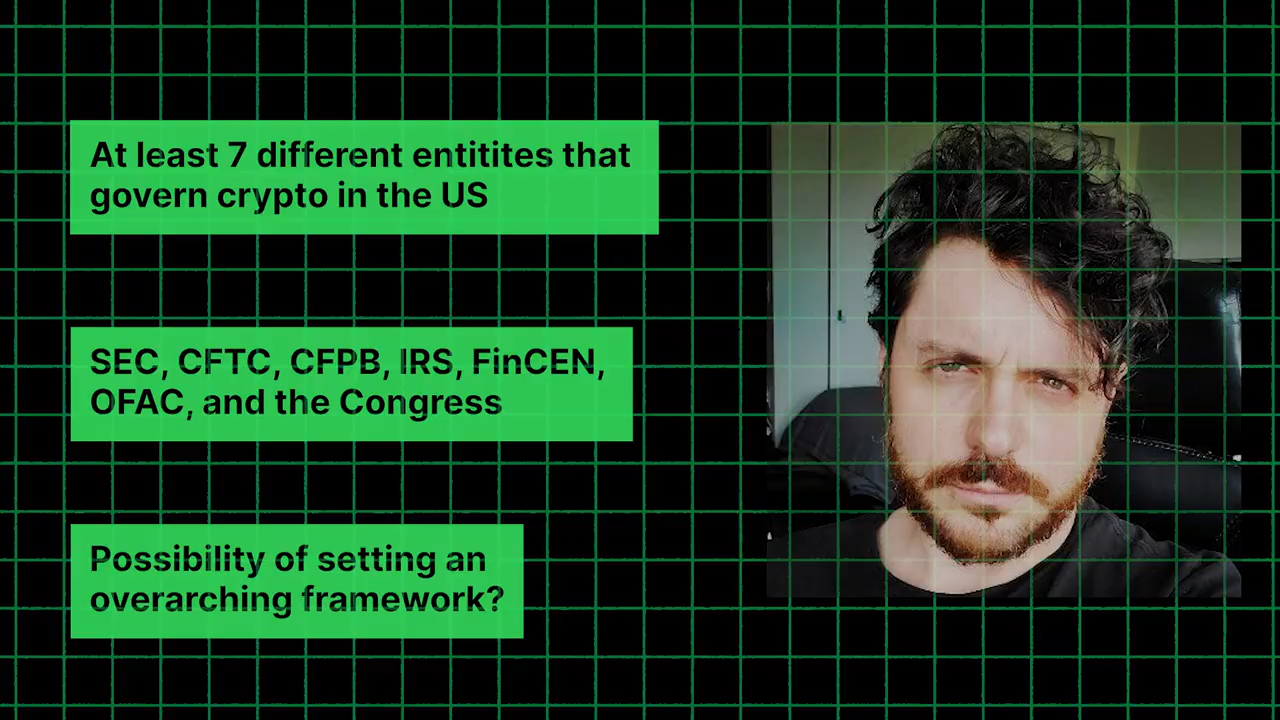 At least 7 different entitites that
govern crypto in the US
SEC, CFTC, CFPB, IRS, FinCEN,
OFAC, and the Congress
Possibility of setting an
overarching framework?